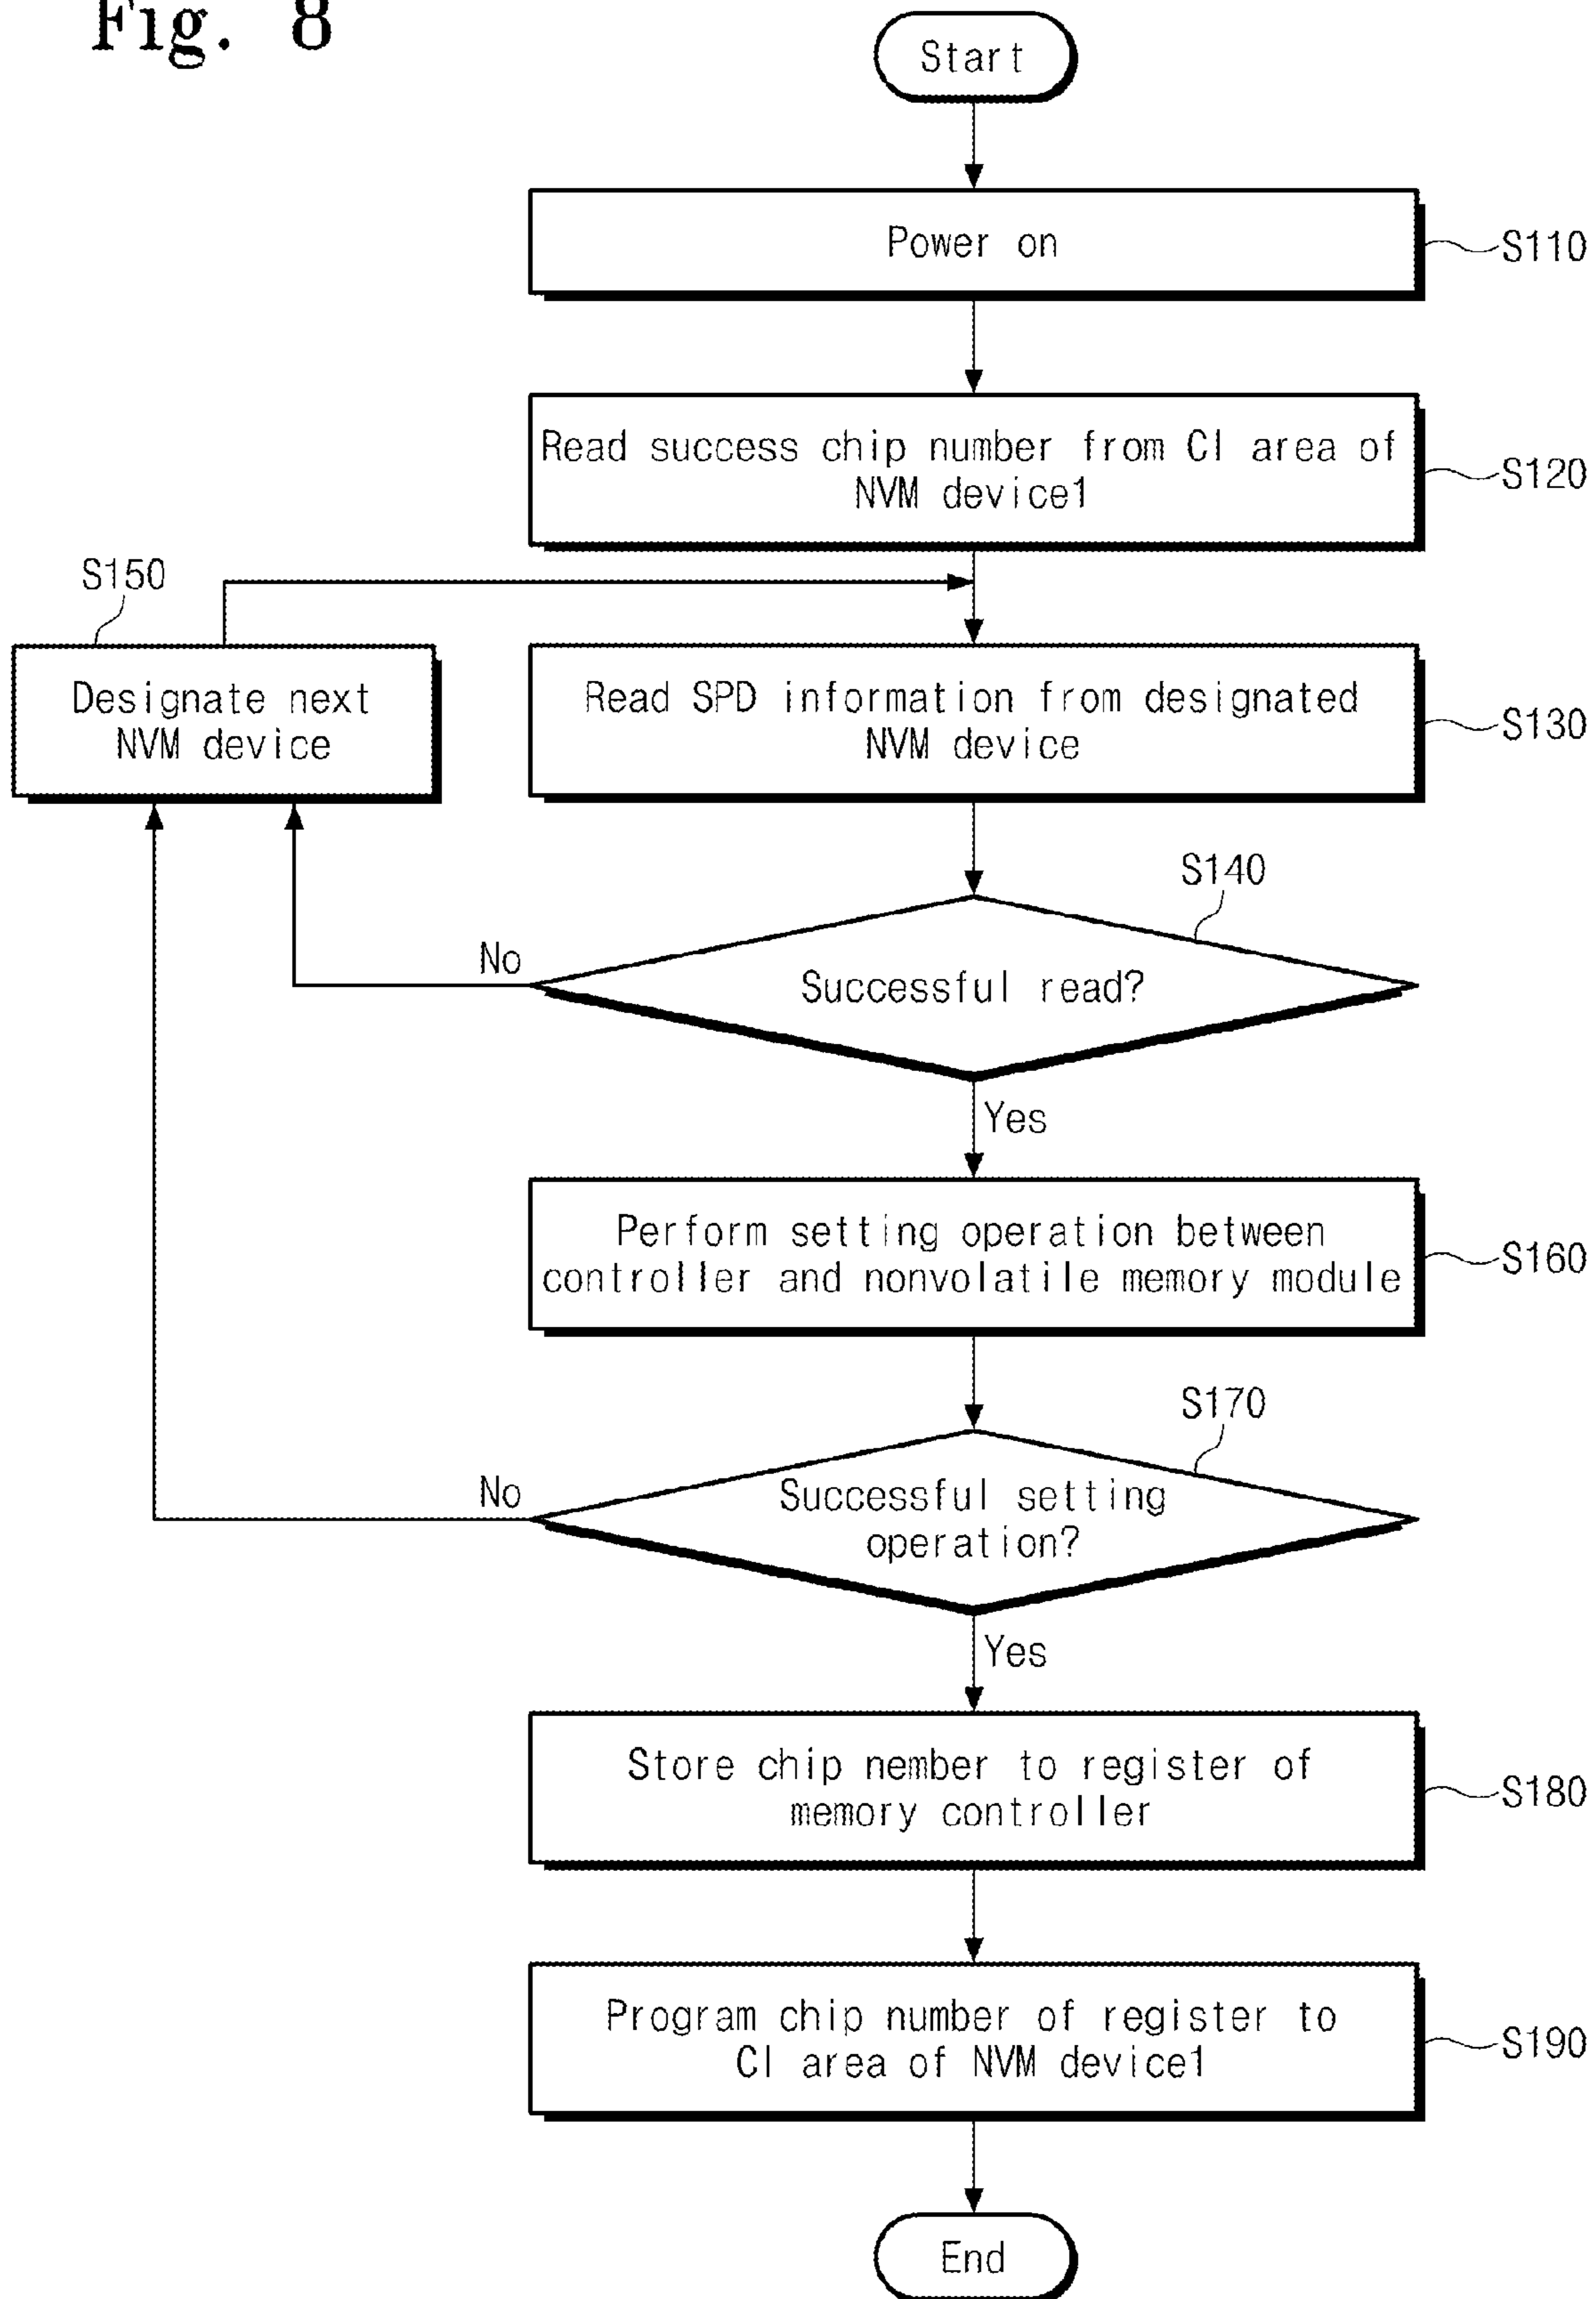 Fig. 8
Start
Power on
S110
Read success chip number from CI area of
NVM device1
S120
S150
Designate next
NVM device
Read SPD information from designated
NVM device
S130
S140
No
Successful read?
Yes
Perform setting operation between
controller and nonvolatile memory module
S160
S170
No
Successful setting
operation?
Yes
Store chip nember to register of
memory controller
S180
Program chip number of register to
CI area of NVM device1
S190
End